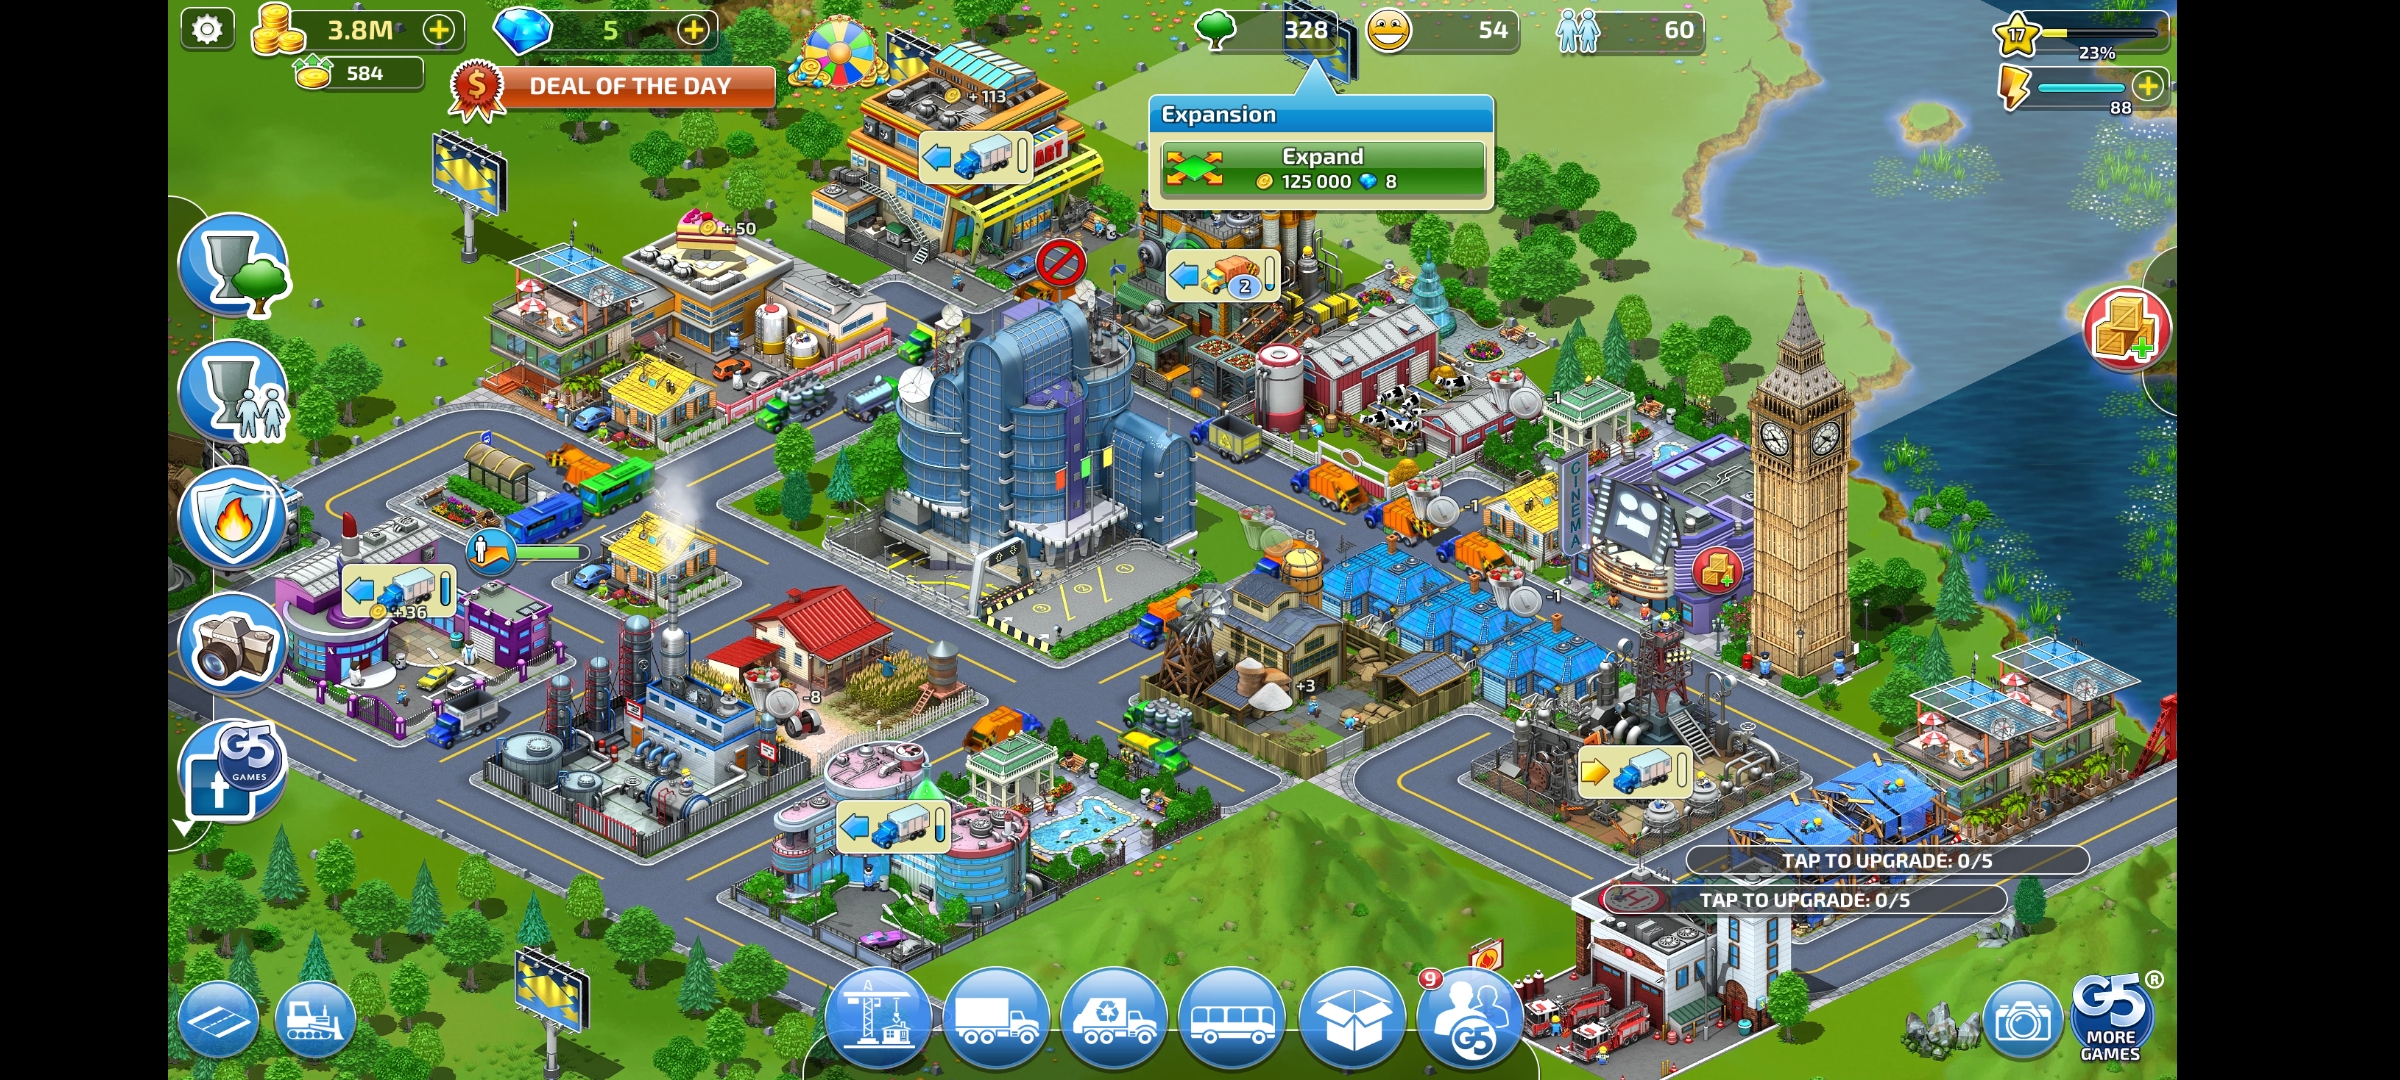 3.8M
5
328
54
60
17
23%
584
DEAL OF THE DAY
88
+113
ART
Expansion
Expand
125 000 8
+50
2
-1
-1
CINEMA
-8
-1
+36
+3
-8
G5
GAMES
f
TAP TO UPGRADE: 0/5
TAP TO UPGRADE: 0/5
H
A
9
G5
G5®
MORE
GAMES